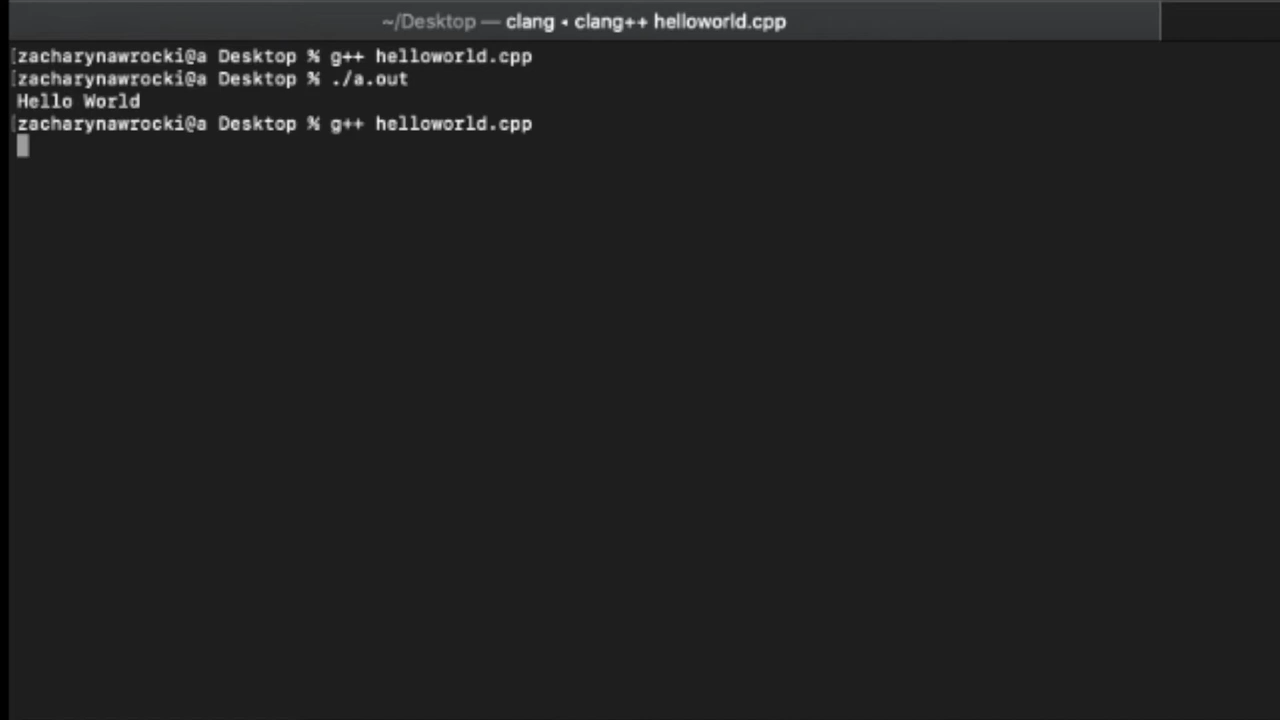 ~/Desktop — clang ◂ clang++ helloworld.cpp
[zacharynawrocki@a Desktop % g++ helloworld.cpp
[zacharynawrocki@a Desktop % ./a.out
Hello World
[zacharynawrocki@a Desktop % g++ helloworld.cpp